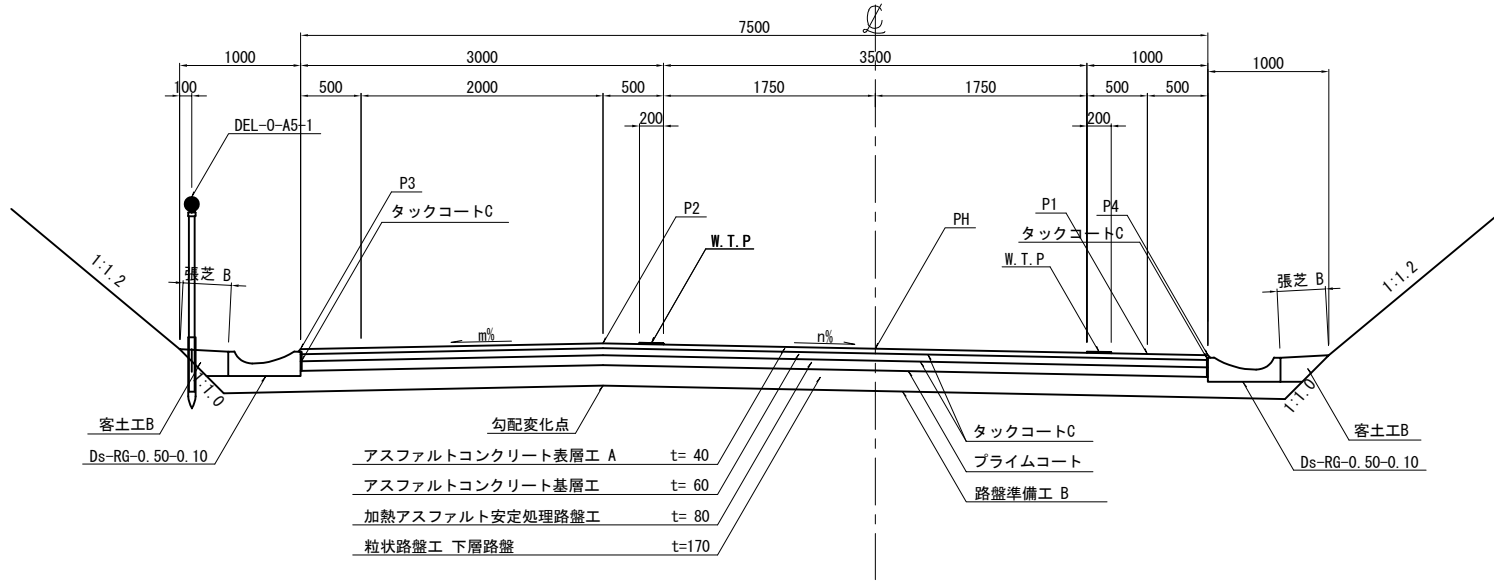 ℄
7500
1000
3000
3500
1000
1000
100
500
2000
500
1750
1750
500
500
200
200
DEL-O-A5-1
P3
タックコートC
P2
W.T.P
PH
P1
P4
タックコートC
W.T.P
1:1.2
張芝 B
張芝 B
1:1.2
m%
n%
1:1.0
1:1.0
客土工B
Ds-RG-0.50-0.10
勾配変化点
タックコートC
客土工B
アスファルトコンクリート表層工 A t= 40
プライムコート
Ds-RG-0.50-0.10
アスファルトコンクリート基層工 t= 60
路盤準備工 B
加熱アスファルト安定処理路盤工 t= 80
粒状路盤工 下層路盤 t=170